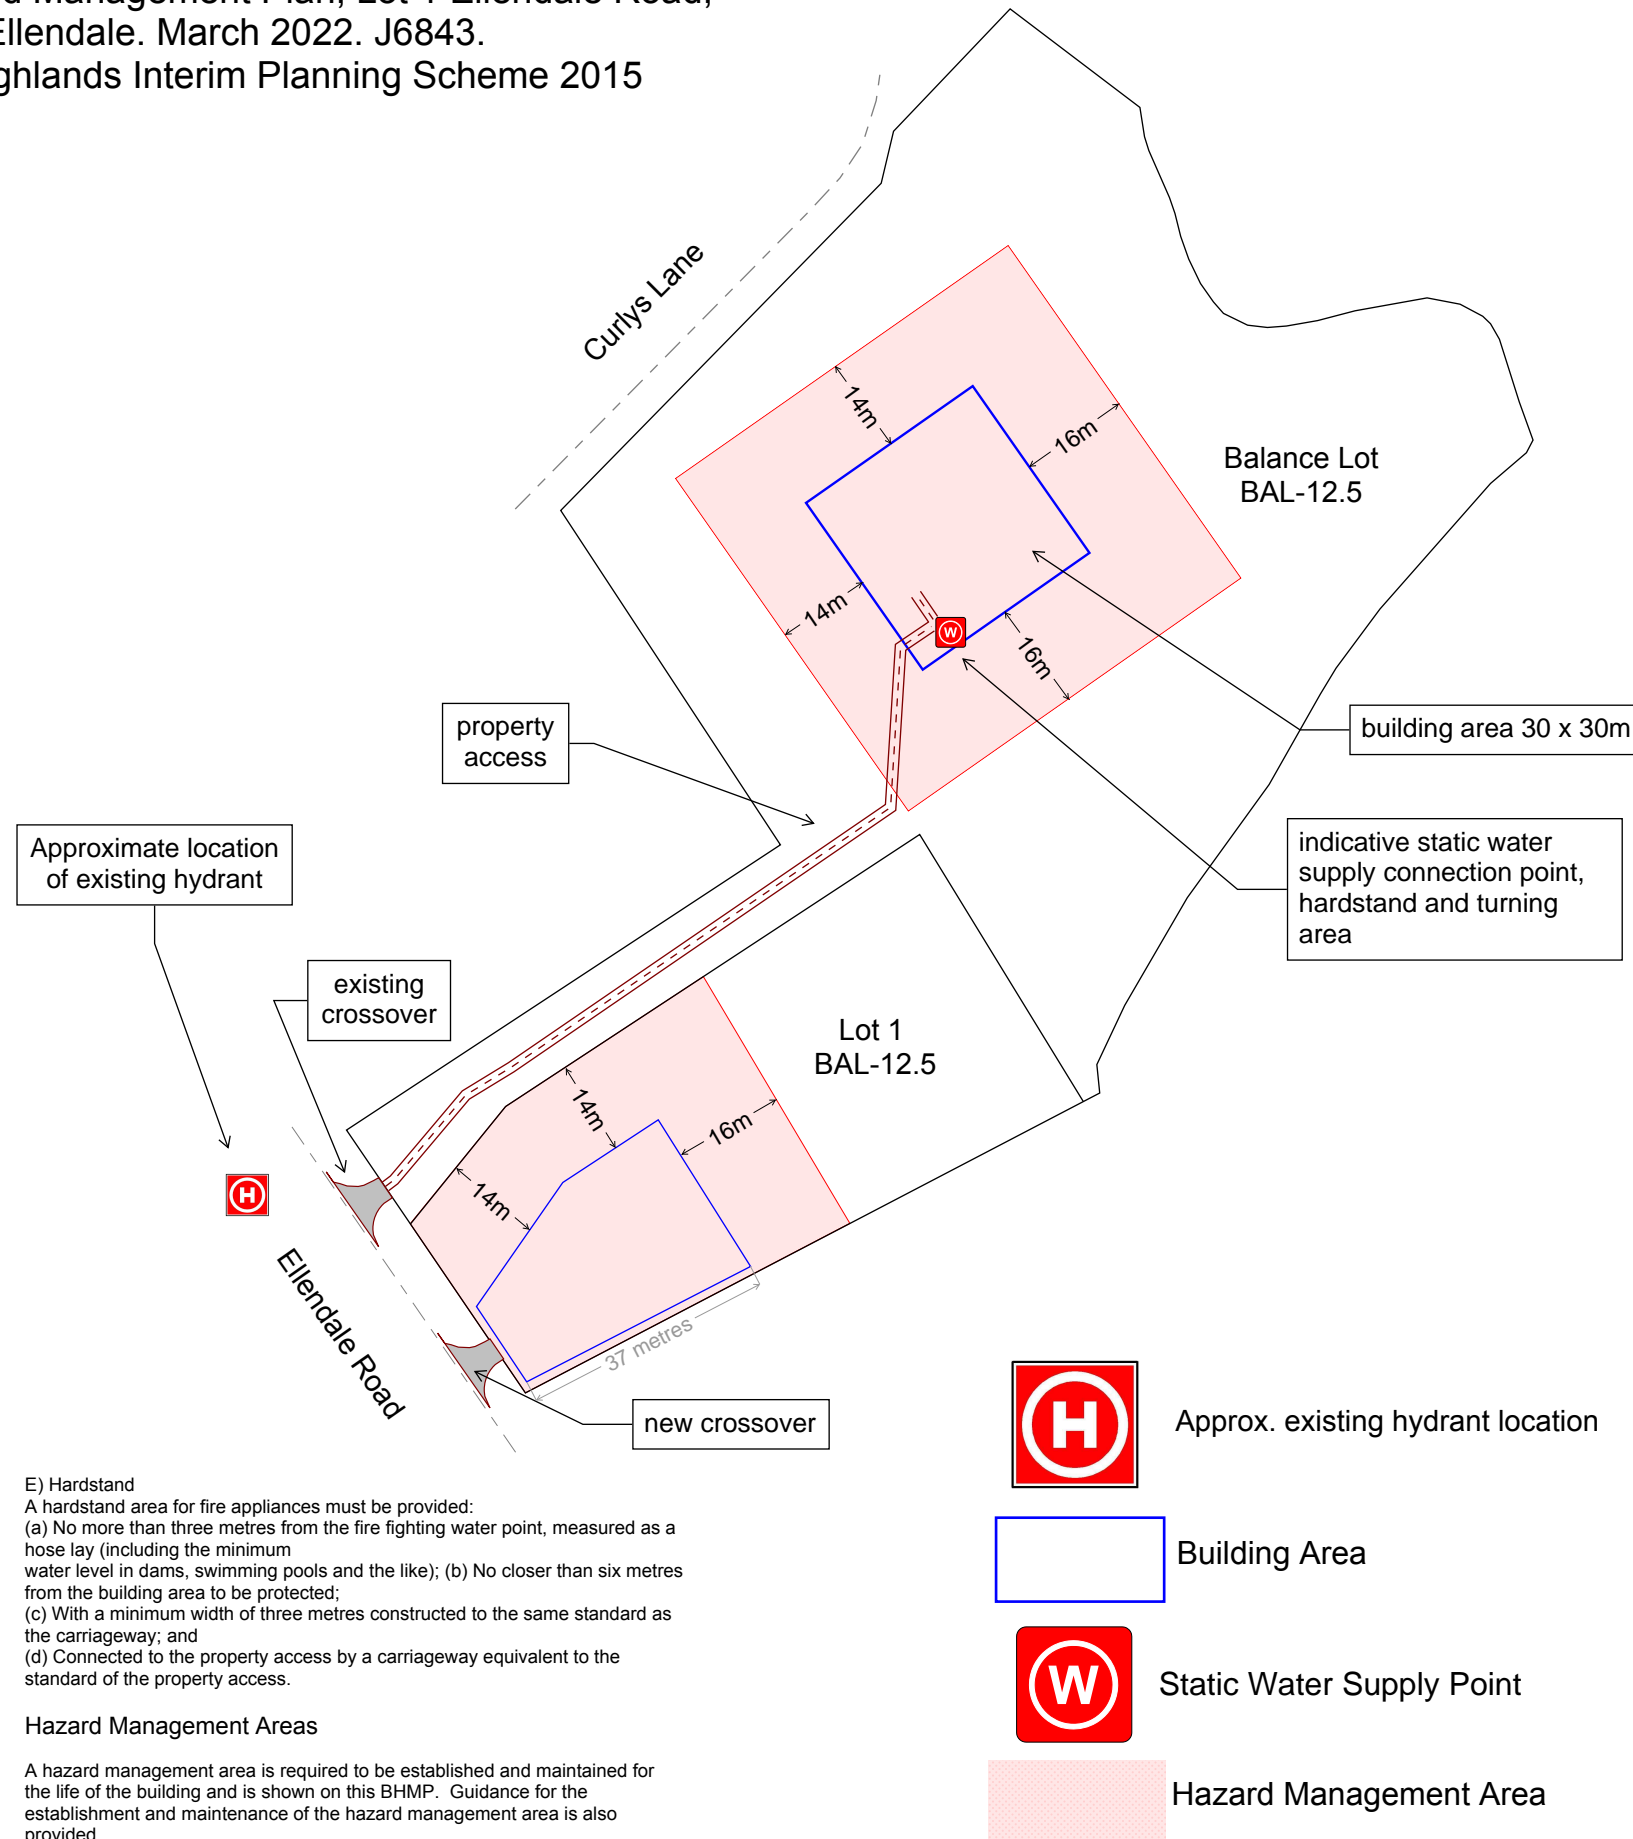 Management Plan, Lot 1 Ellendale Road,
Ellendale. March 2022. J6843.
ghlands Interim Planning Scheme 2015
Curlys Lane
14m
16m
Balance Lot
BAL-12.5
14m
16m
W
property
access
building area 30 x 30m
Approximate location
of existing hydrant
indicative static water
supply connection point,
hardstand and turning
area
existing
crossover
Lot 1
BAL-12.5
14m
16m
14m
H
Ellendale Road
37 metres
new crossover
H
Approx. existing hydrant location
E) Hardstand
A hardstand area for fire appliances must be provided:
(a) No more than three metres from the fire fighting water point, measured as a
hose lay (including the minimum
water level in dams, swimming pools and the like); (b) No closer than six metres
from the building area to be protected;
(c) With a minimum width of three metres constructed to the same standard as
the carriageway; and
(d) Connected to the property access by a carriageway equivalent to the
standard of the property access.
Building Area
W
Static Water Supply Point
Hazard Management Areas
A hazard management area is required to be established and maintained for
the life of the building and is shown on this BHMP. Guidance for the
establishment and maintenance of the hazard management area is also
provided
Hazard Management Area